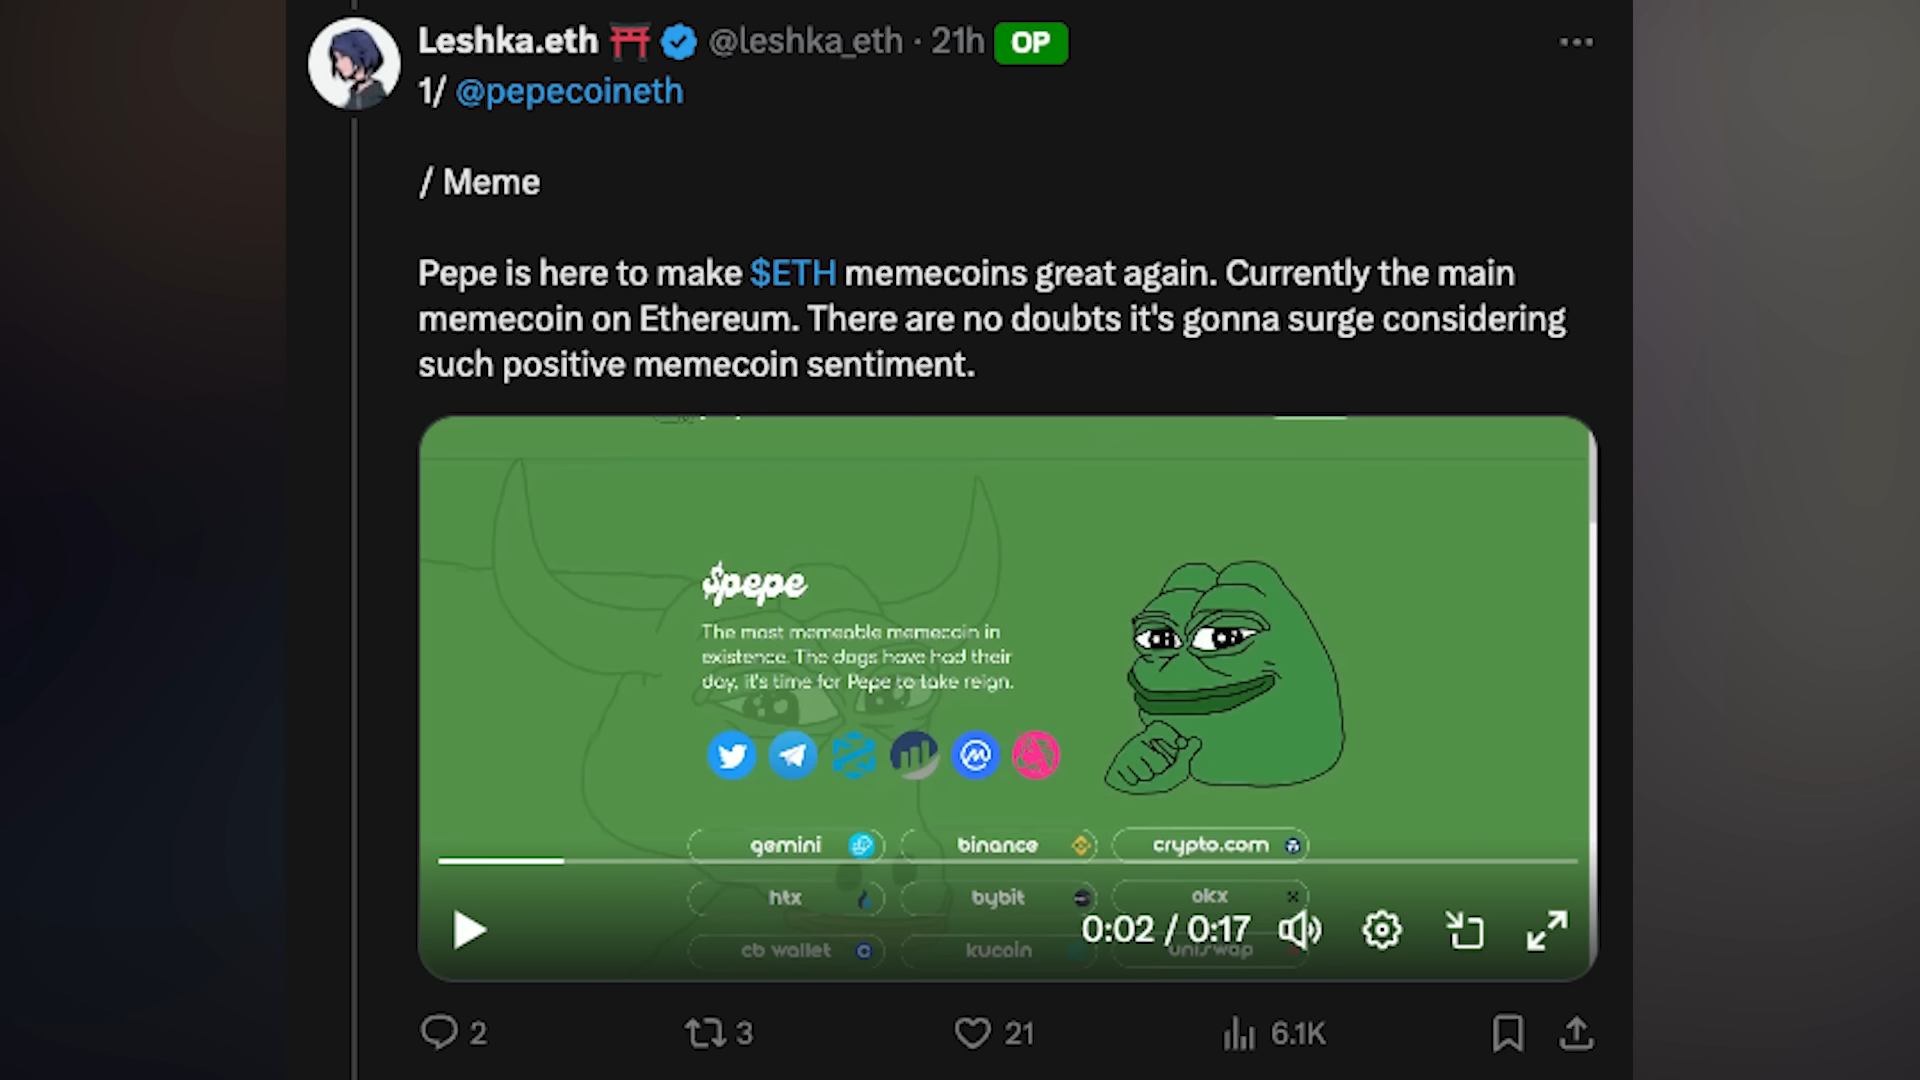 Leshka.eth @leshka_eth · 21h OP
1/ @pepecoineth
/ Meme
Pepe is here to make $ETH memecoins great again. Currently the main
memecoin on Ethereum. There are no doubts it's gonna surge considering
such positive memecoin sentiment.
$pepe
The most memeable memecoin in
existence. The dogs have had their
day, it's time for Pepe to take reign.
gemini binance crypto.com
htx bybit okx
0:02 / 0:17
cb wallet kucoin uniswap
2 3 21 6.1K